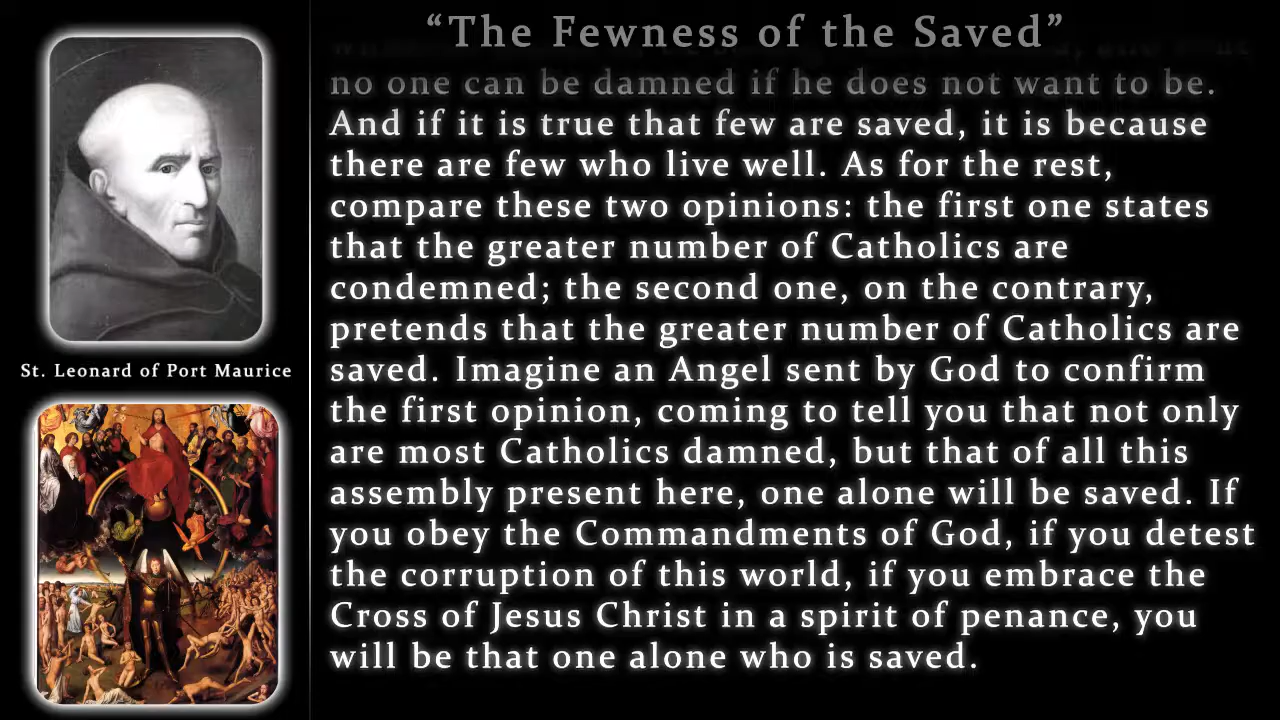 “The Fewness of the Saved”
no one can be damned if he does not want to be.
And if it is true that few are saved, it is because
there are few who live well. As for the rest,
compare these two opinions: the first one states
that the greater number of Catholics are
condemned; the second one, on the contrary,
pretends that the greater number of Catholics are
saved. Imagine an Angel sent by God to confirm
the first opinion, coming to tell you that not only
are most Catholics damned, but that of all this
assembly present here, one alone will be saved. If
you obey the Commandments of God, if you detest
the corruption of this world, if you embrace the
Cross of Jesus Christ in a spirit of penance, you
will be that one alone who is saved.
St. Leonard of Port Maurice